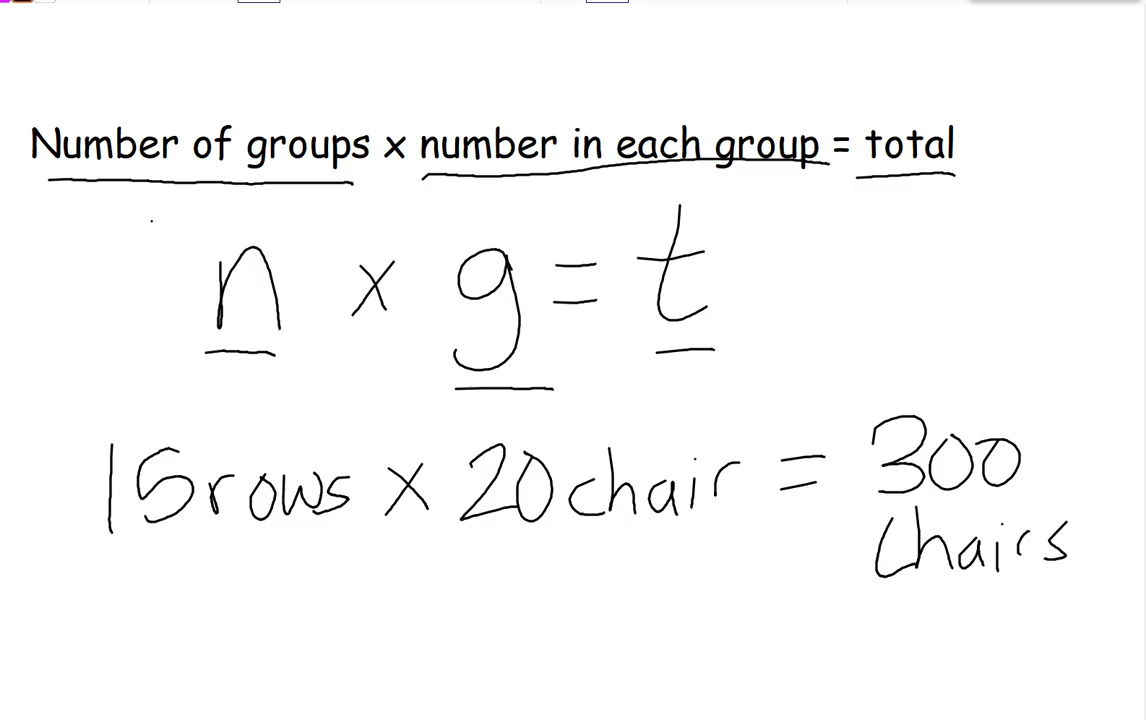 Number of groups x number in each group = total
n x g = t
15 rows x 20 chair = 300
chairs